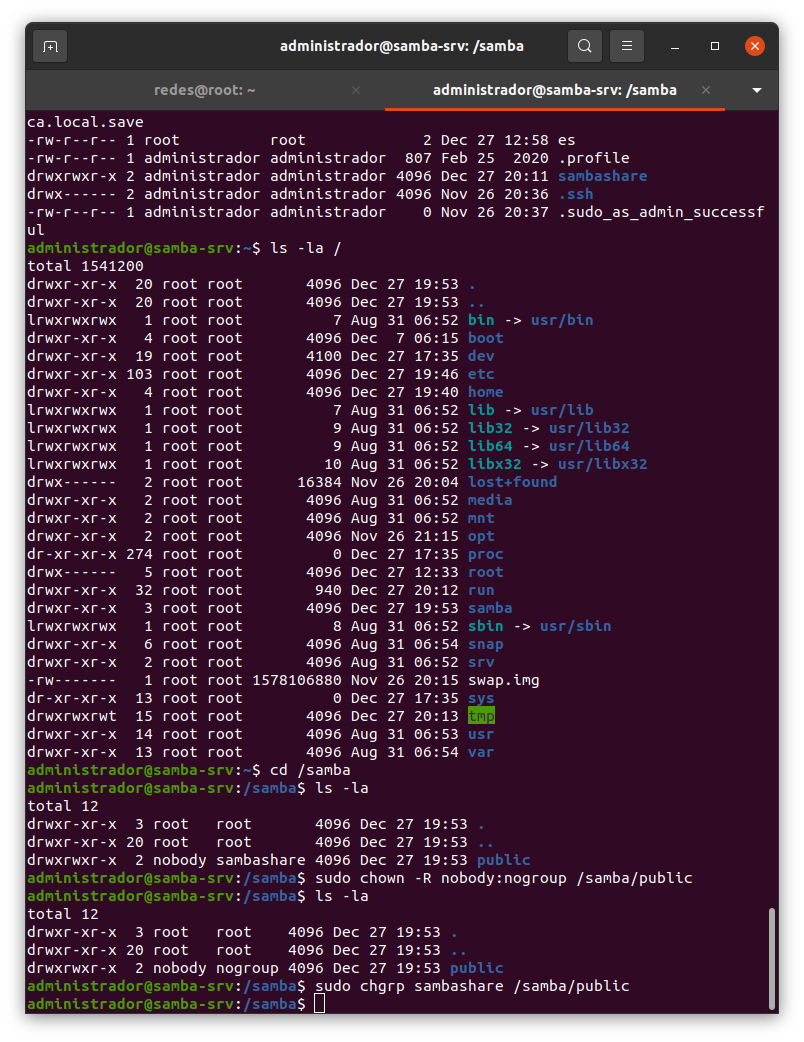 administrador@samba-srv: /samba
redes@root: ~
administrador@samba-srv: /samba
ca.local.save
-rw-r--r-- 1 root          root             2 Dec 27 12:58 es
-rw-r--r-- 1 administrador administrador  807 Feb 25  2020 .profile
drwxrwxr-x 2 administrador administrador 4096 Dec 27 20:11 sambashare
drwx------ 2 administrador administrador 4096 Nov 26 20:36 .ssh
-rw-r--r-- 1 administrador administrador    0 Nov 26 20:37 .sudo_as_admin_successf
ul
administrador@samba-srv:~$ ls -la /
total 1541200
drwxr-xr-x  20 root root       4096 Dec 27 19:53 .
drwxr-xr-x  20 root root       4096 Dec 27 19:53 ..
lrwxrwxrwx   1 root root          7 Aug 31 06:52 bin -> usr/bin
drwxr-xr-x   4 root root       4096 Dec  7 06:15 boot
drwxr-xr-x  19 root root       4100 Dec 27 17:35 dev
drwxr-xr-x 103 root root       4096 Dec 27 19:46 etc
drwxr-xr-x   4 root root       4096 Dec 27 19:40 home
lrwxrwxrwx   1 root root          7 Aug 31 06:52 lib -> usr/lib
lrwxrwxrwx   1 root root          9 Aug 31 06:52 lib32 -> usr/lib32
lrwxrwxrwx   1 root root          9 Aug 31 06:52 lib64 -> usr/lib64
lrwxrwxrwx   1 root root         10 Aug 31 06:52 libx32 -> usr/libx32
drwx------   2 root root      16384 Nov 26 20:04 lost+found
drwxr-xr-x   2 root root       4096 Aug 31 06:52 media
drwxr-xr-x   2 root root       4096 Aug 31 06:52 mnt
drwxr-xr-x   2 root root       4096 Nov 26 21:15 opt
dr-xr-xr-x 274 root root          0 Dec 27 17:35 proc
drwx------   5 root root       4096 Dec 27 12:33 root
drwxr-xr-x  32 root root        940 Dec 27 20:12 run
drwxr-xr-x   3 root root       4096 Dec 27 19:53 samba
lrwxrwxrwx   1 root root          8 Aug 31 06:52 sbin -> usr/sbin
drwxr-xr-x   6 root root       4096 Aug 31 06:54 snap
drwxr-xr-x   2 root root       4096 Aug 31 06:52 srv
-rw-------   1 root root 1578106880 Nov 26 20:15 swap.img
dr-xr-xr-x  13 root root          0 Dec 27 17:35 sys
drwxrwxrwt  15 root root       4096 Dec 27 20:13 tmp
drwxr-xr-x  14 root root       4096 Aug 31 06:53 usr
drwxr-xr-x  13 root root       4096 Aug 31 06:54 var
administrador@samba-srv:~$ cd /samba
administrador@samba-srv:/samba$ ls -la
total 12
drwxr-xr-x  3 root   root       4096 Dec 27 19:53 .
drwxr-xr-x 20 root   root       4096 Dec 27 19:53 ..
drwxrwxr-x  2 nobody sambashare 4096 Dec 27 19:53 public
administrador@samba-srv:/samba$ sudo chown -R nobody:nogroup /samba/public
administrador@samba-srv:/samba$ ls -la
total 12
drwxr-xr-x  3 root   root    4096 Dec 27 19:53 .
drwxr-xr-x 20 root   root    4096 Dec 27 19:53 ..
drwxrwxr-x  2 nobody nogroup 4096 Dec 27 19:53 public
administrador@samba-srv:/samba$ sudo chgrp sambashare /samba/public
administrador@samba-srv:/samba$